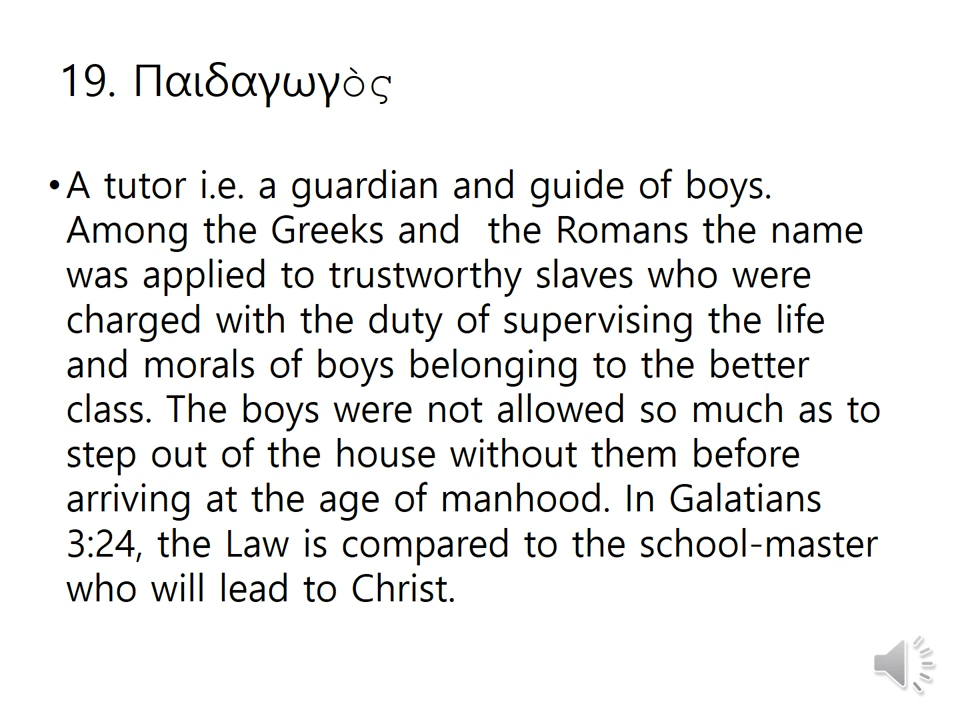 19. Παιδαγωγὸς
•A tutor i.e. a guardian and guide of boys.
Among the Greeks and  the Romans the name
was applied to trustworthy slaves who were
charged with the duty of supervising the life
and morals of boys belonging to the better
class. The boys were not allowed so much as to
step out of the house without them before
arriving at the age of manhood. In Galatians
3:24, the Law is compared to the school-master
who will lead to Christ.